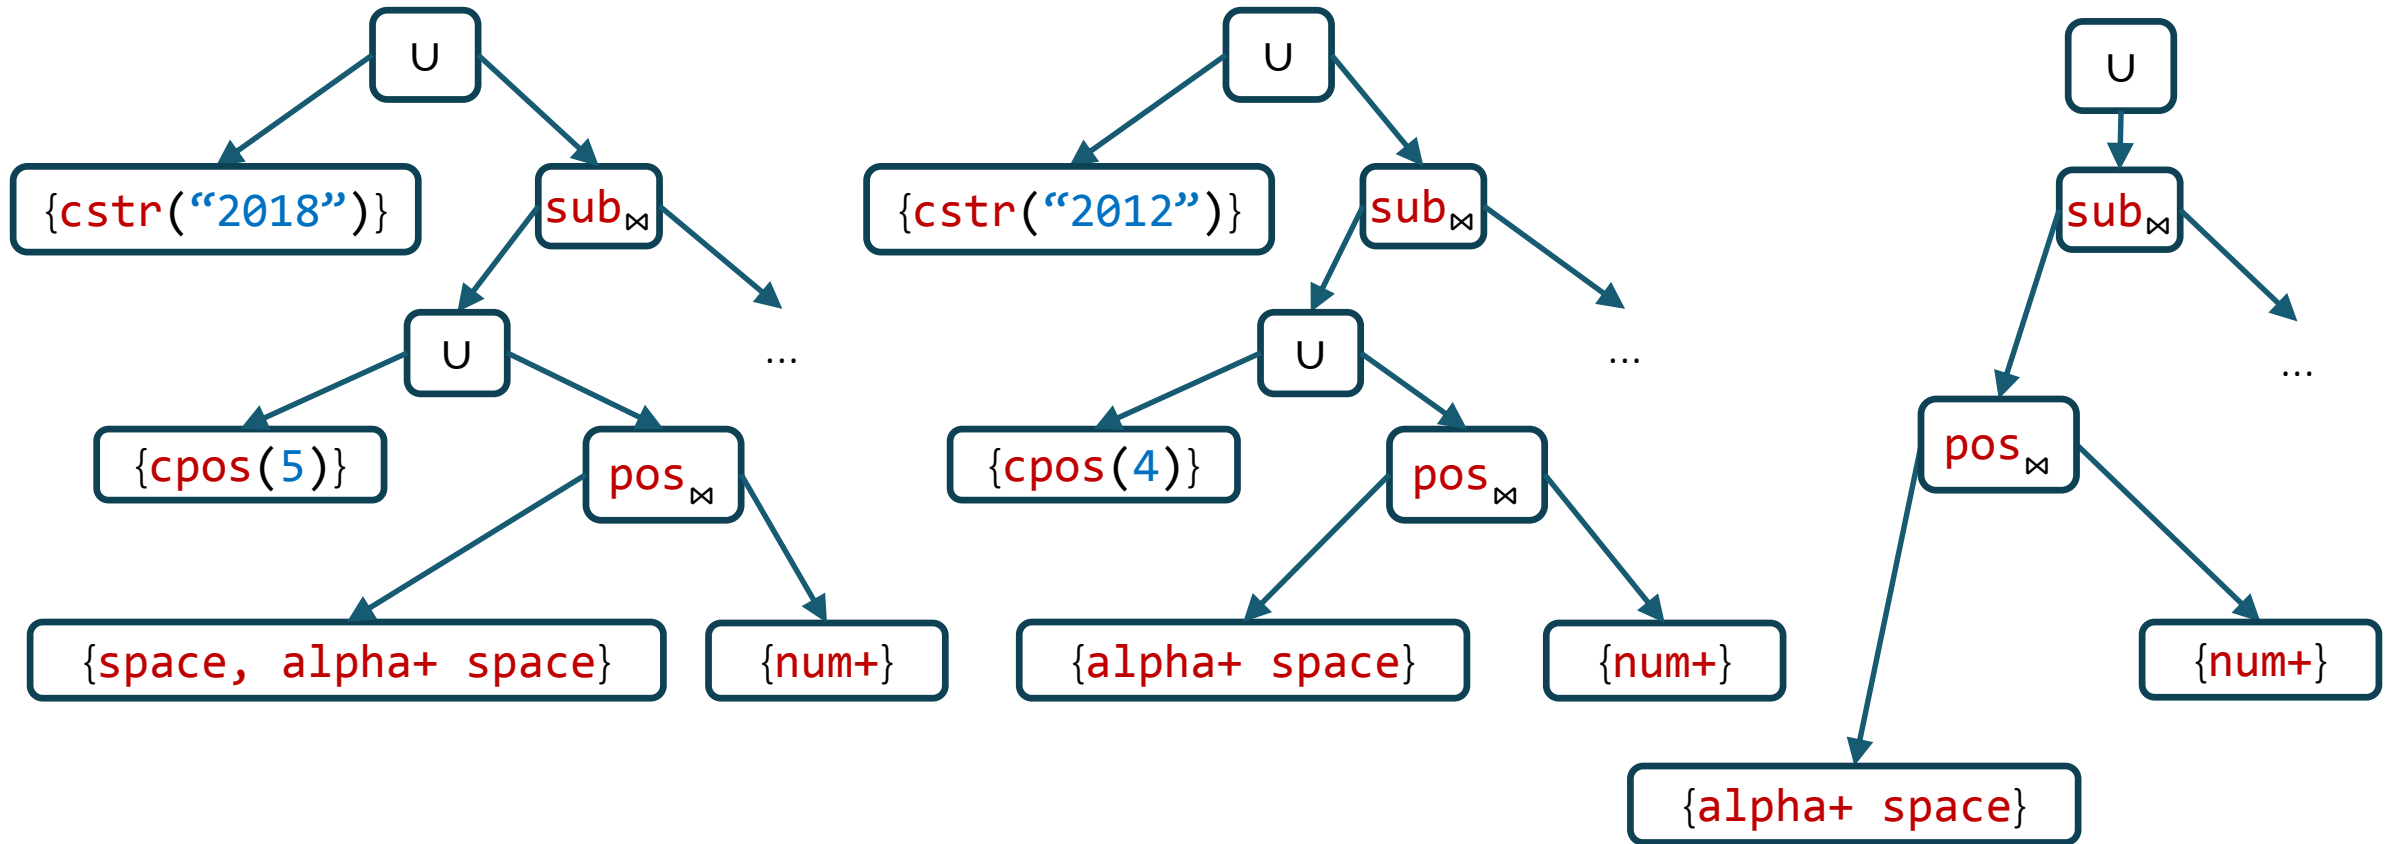 ∪ ∪ ∪
{cstr(“2018”)} sub⋈ {cstr(“2012”)} sub⋈ sub⋈
∪ … ∪ … …
{cpos(5)} pos⋈ {cpos(4)} pos⋈ pos⋈
{space, alpha+ space} {num+} {alpha+ space} {num+} {num+}
{alpha+ space}